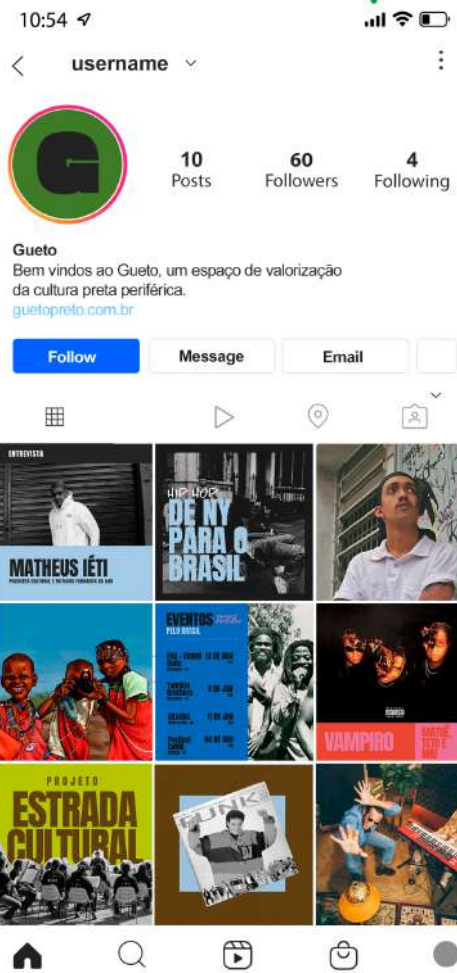 10:54
username
G
10
Posts
60
Followers
4
Following
Gueto
Bem vindos ao Gueto, um espaço de valorização
da cultura preta periférica.
guetopreto.com.br
Follow
Message
Email
ENTREVISTA
MATHEUS IÉTI
HIP HOP
DE NY
PARA O
BRASIL
EVENTOS
PELO BRASIL
VAMPIRO
PROJETO
ESTRADA
CULTURAL
FUNK